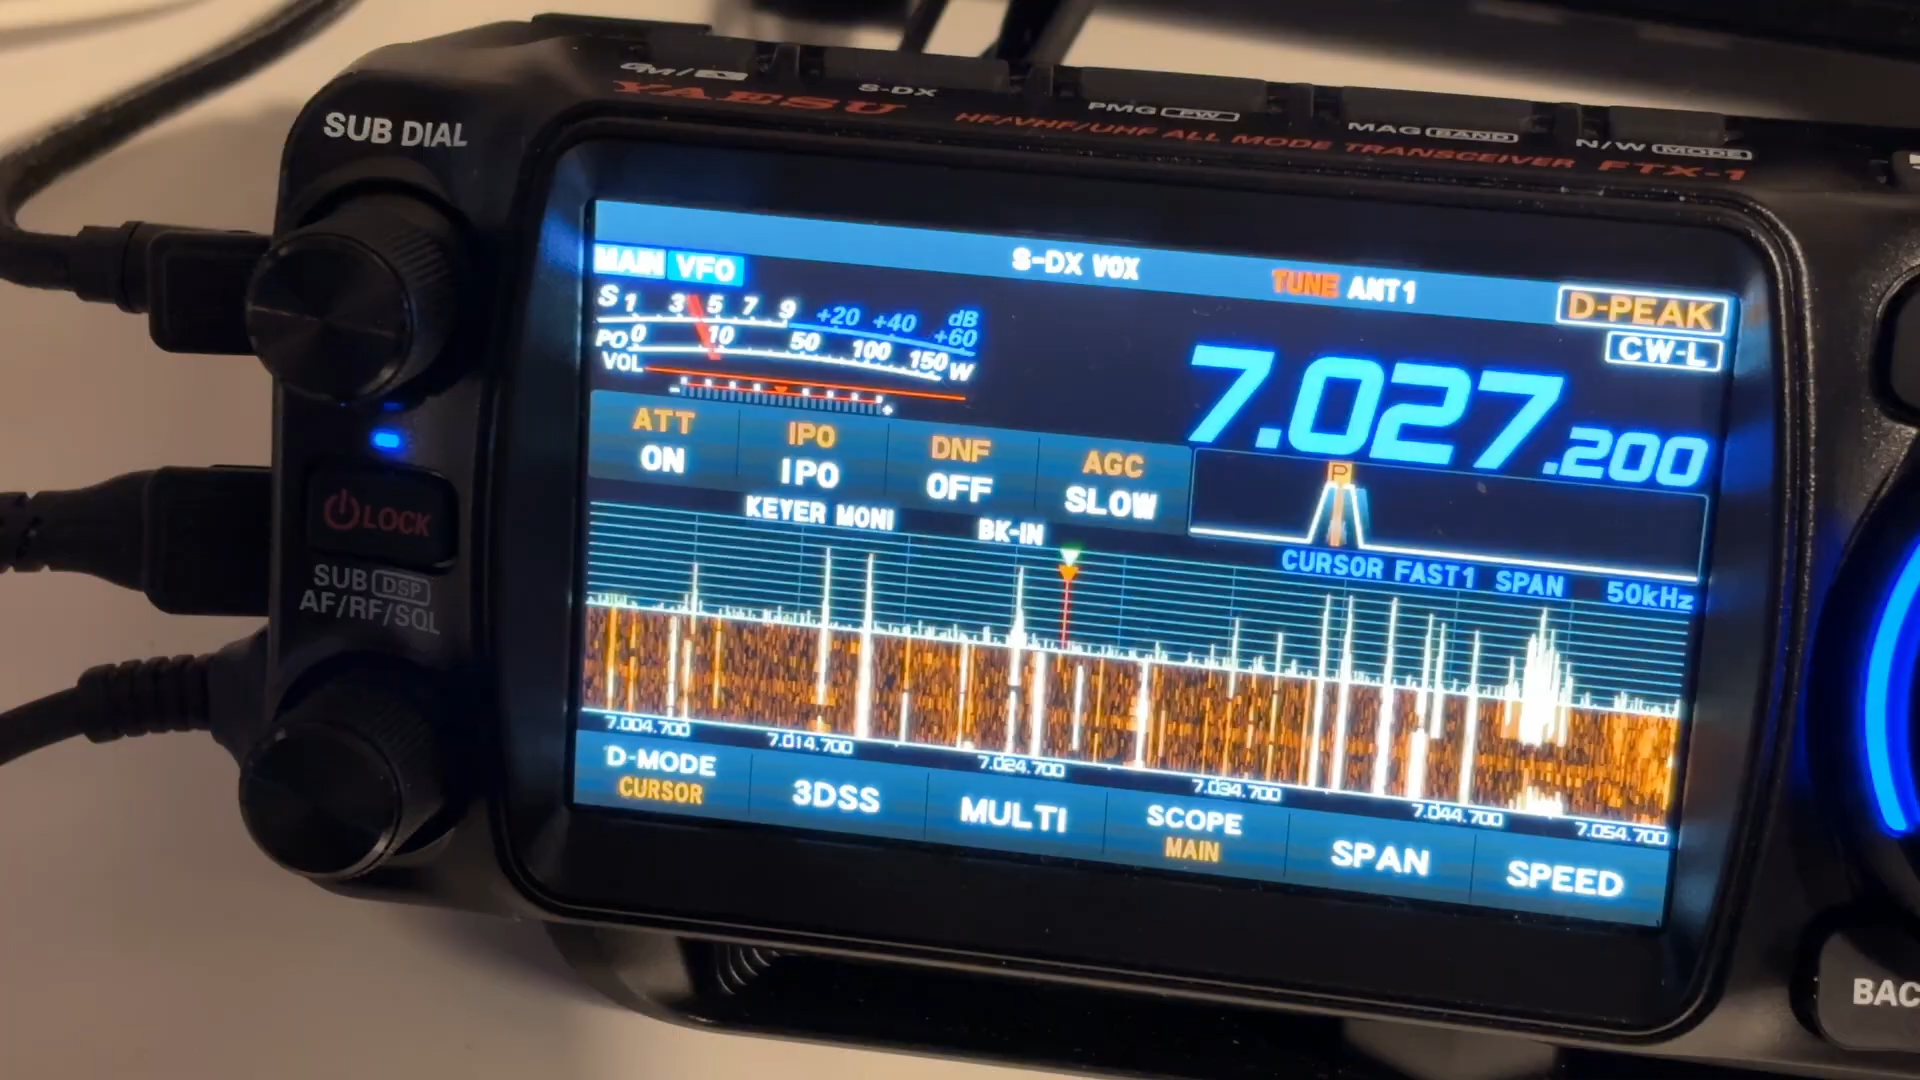 GM/
S-DX
PMG PW
MAG BAND
N/W MODE
YAESU
HF/VHF/UHF ALL MODE TRANSCEIVER FTX-1
SUB DIAL
LOCK
SUB DSP
AF/RF/SQL
S-DX VOX
TUNE ANT1
MAIN VFO
D-PEAK
CW-L
S 1 3 5 7 9 +20 +40 +60 dB
PO 0 10 50 100 150 W
VOL
- +
7.027.200
ATT
ON
IPO
IPO
DNF
OFF
AGC
SLOW
P
KEYER MONI BK-IN
CURSOR FAST1 SPAN 50kHz
7.004.700 7.014.700 7.024.700 7.034.700 7.044.700 7.054.700
D-MODE
CURSOR
3DSS
MULTI
SCOPE
MAIN
SPAN
SPEED
BAC